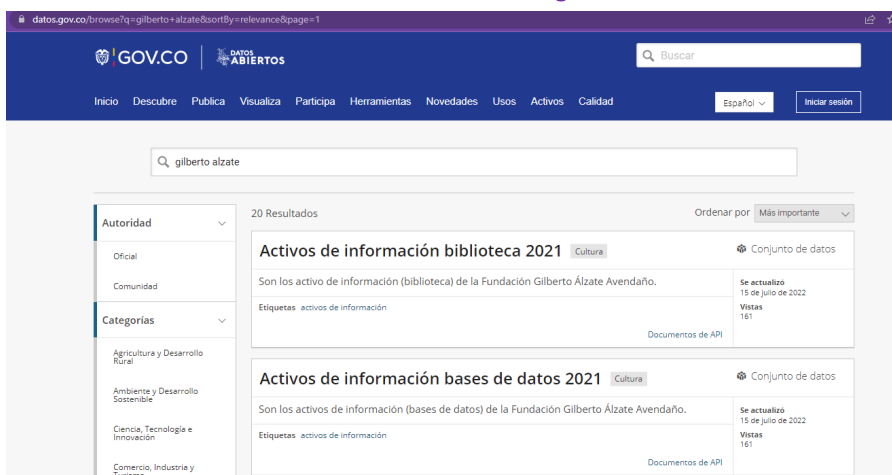 datos.gov.co/browse?q=gilberto+alzate&sortBy=relevance&page=1
GOV.CO
DATOS
ABIERTOS
Buscar
Inicio Descubre Publica Visualiza Participa Herramientas Novedades Usos Activos Calidad
Español
Iniciar sesión
gilberto alzate
Autoridad
Oficial
Comunidad
Categorías
Agricultura y Desarrollo
Rural
Ambiente y Desarrollo
Sostenible
Ciencia, Tecnología e
Innovación
Comercio, Industria y
Turismo
20 Resultados
Ordenar por Más importante
Activos de información biblioteca 2021 Cultura
Conjunto de datos
Son los activo de información (biblioteca) de la Fundación Gilberto Álzate Avendaño.
Etiquetas activos de información
Documentos de API
Se actualizó
15 de julio de 2022
Vistas
161
Activos de información bases de datos 2021 Cultura
Conjunto de datos
Son los activos de información (bases de datos) de la Fundación Gilberto Álzate Avendaño.
Etiquetas activos de información
Documentos de API
Se actualizó
15 de julio de 2022
Vistas
161